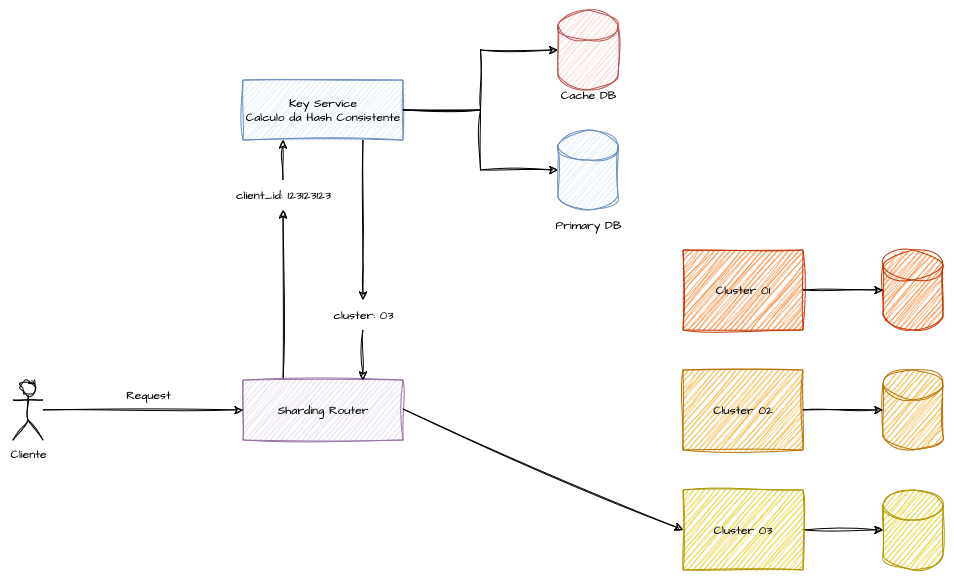 Cache DB
Key Service
Calculo da Hash Consistente
client_id: 123123123
Primary DB
Cluster 01
cluster: 03
Request
Sharding Router
Cluster 02
Cliente
Cluster 03